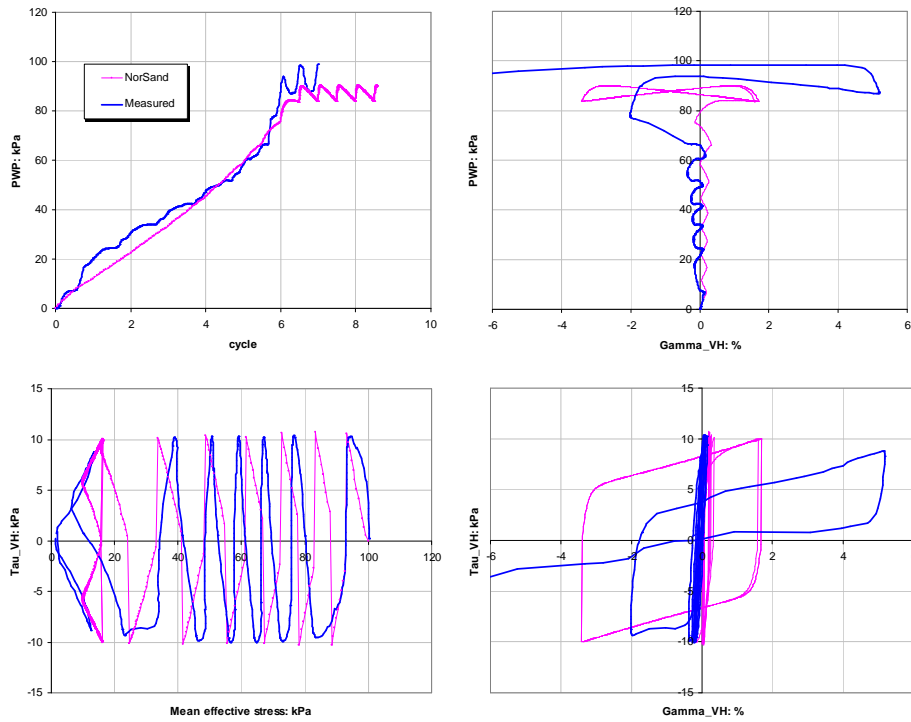 120
100
80
60
40
20
0
PWP: kPa
NorSand
Measured
0 2 4 6 8 10
cycle
120
100
80
60
40
20
0
PWP: kPa
-6 -4 -2 0 2 4 6
Gamma_VH: %
15
10
5
0
-5
-10
-15
Tau_VH: kPa
0 20 40 60 80 100 120
Mean effective stress: kPa
15
10
5
0
-5
-10
-15
Tau_VH: kPa
-6 -4 -2 0 2 4
Gamma_VH: %